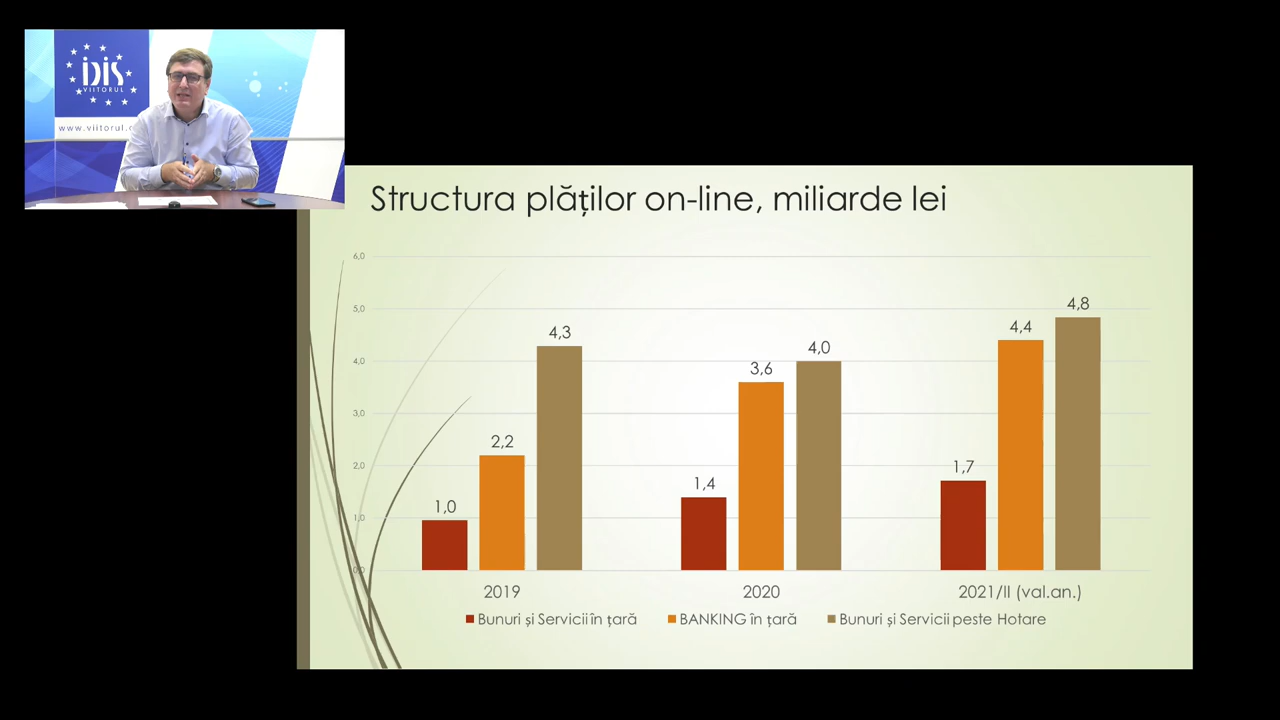 IDIS
VIITORUL
www.viitorul.
Structura plăților on-line, miliarde lei
6,0
5,0
4,0
3,0
2,0
1,0
0,0
1,0
2,2
4,3
1,4
3,6
4,0
1,7
4,4
4,8
2019
2020
2021/II (val.an.)
Bunuri și Servicii în țară
BANKING în țară
Bunuri și Servicii peste Hotare